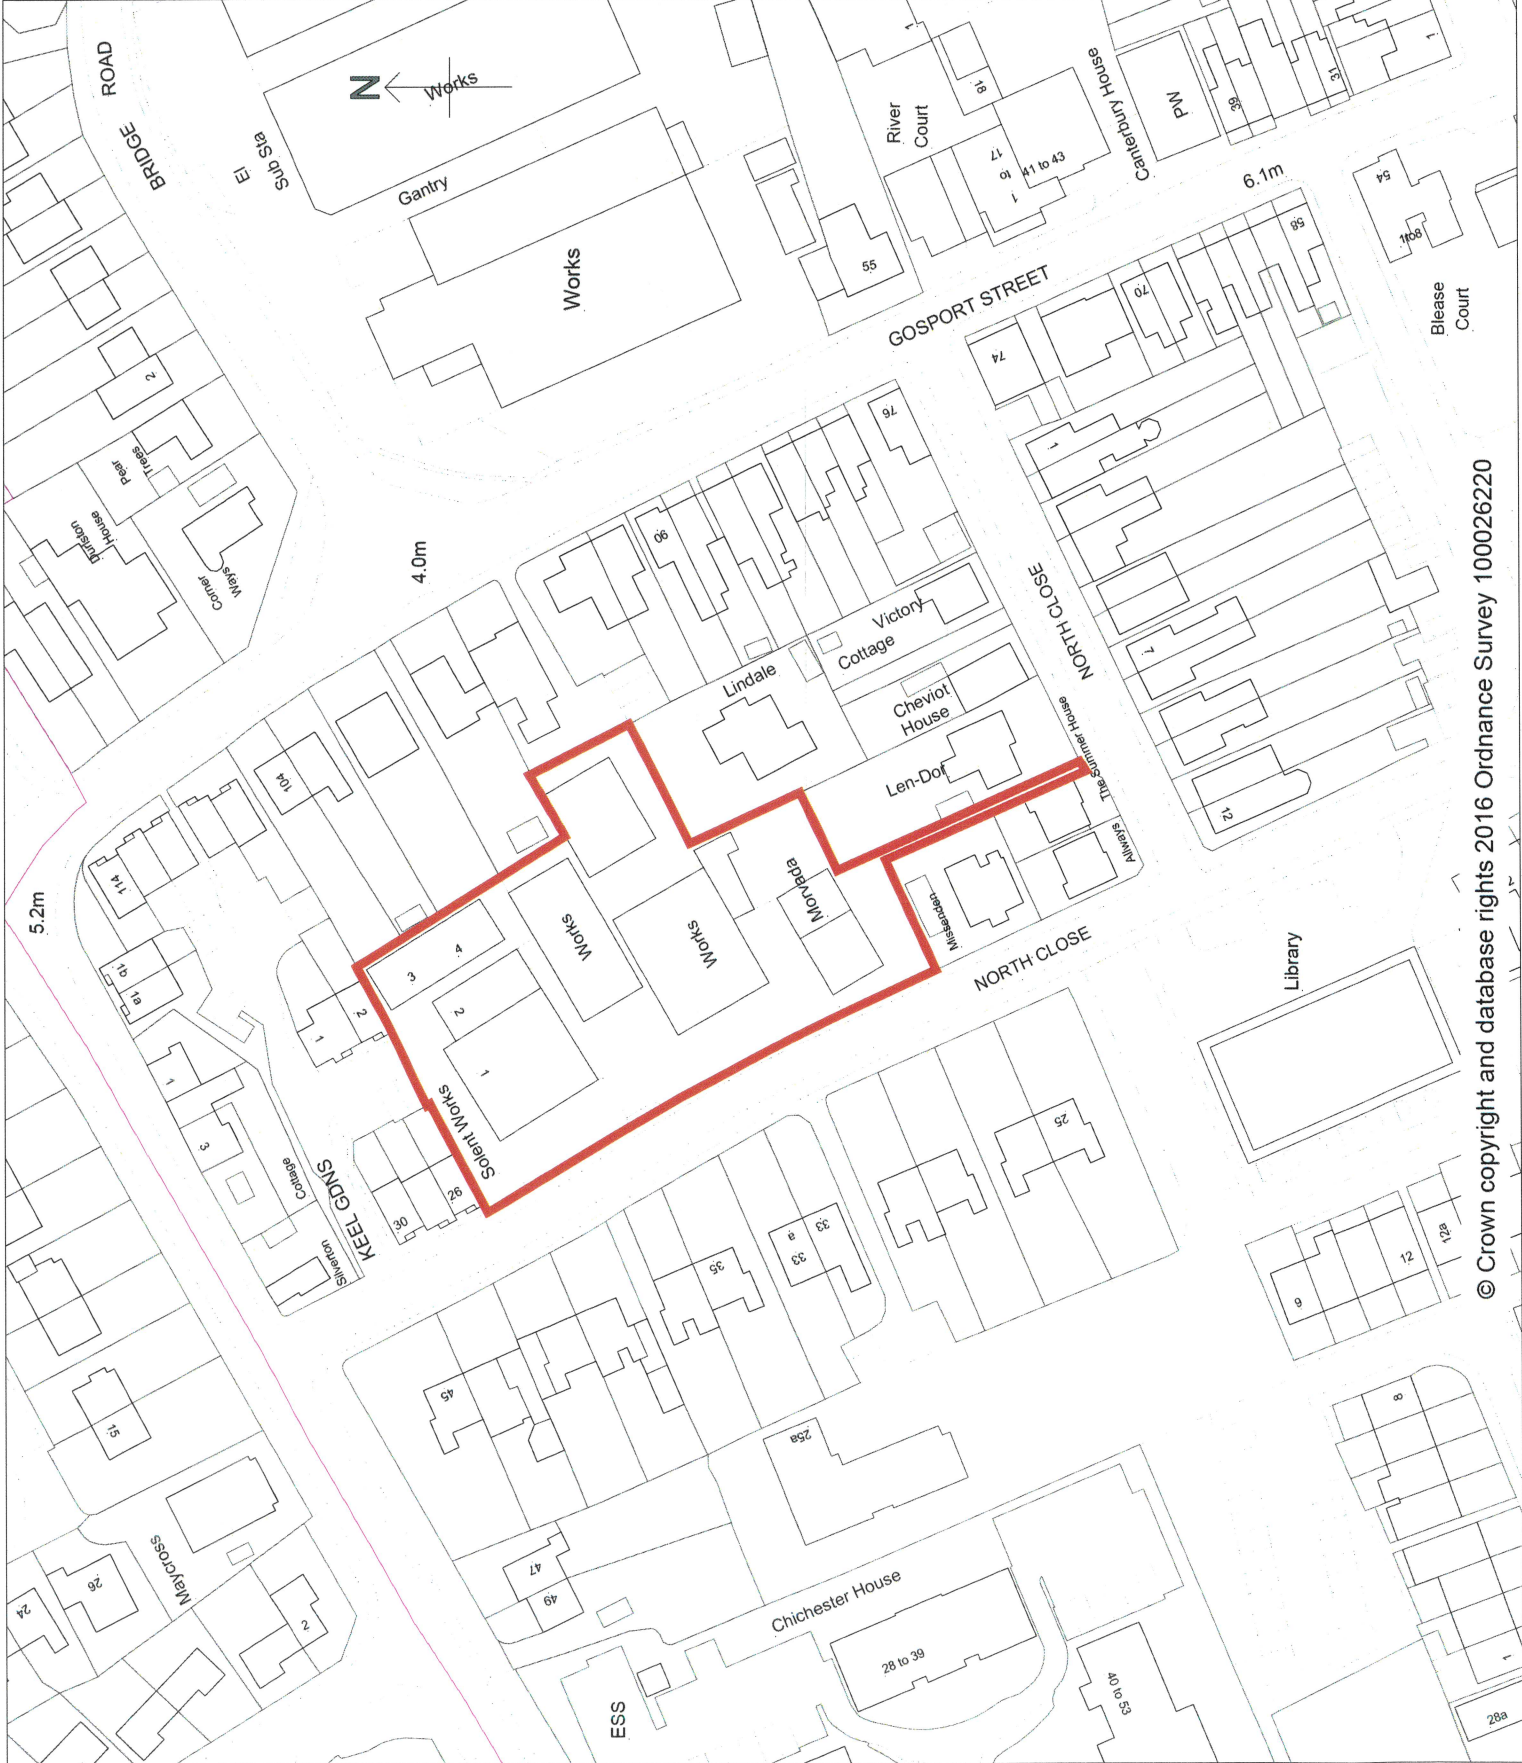 BRIDGE ROAD
El
Sub Sta
N
Works
Gantry
Works
River
Court
1
18
1 to 17
41 to 43
Canterbury House
PW
39
31
1
6.1m
54
1to8
Blease
Court
58
70
74
55
GOSPORT STREET
2
Pear
Trees
Durlston
House
Corner
Ways
4.0m
90
76
1
7
12
NORTH CLOSE
Victory
Cottage
Lindale
Cheviot
House
Len-Dor
The Summer House
Allways
Missenden
Morvada
Works
Works
104
114
5.2m
1b
1a
1
3
Cottage
Silverton
KEEL GDNS
1
2
3
4
2
1
Solent Works
30
26
NORTH CLOSE
Library
25
33
33
a
35
45
15
Maycross
24
26
2
47
49
25a
Chichester House
28 to 39
40 to 53
ESS
9
12
12a
8
1
28a
© Crown copyright and database rights 2016 Ordnance Survey 100026220